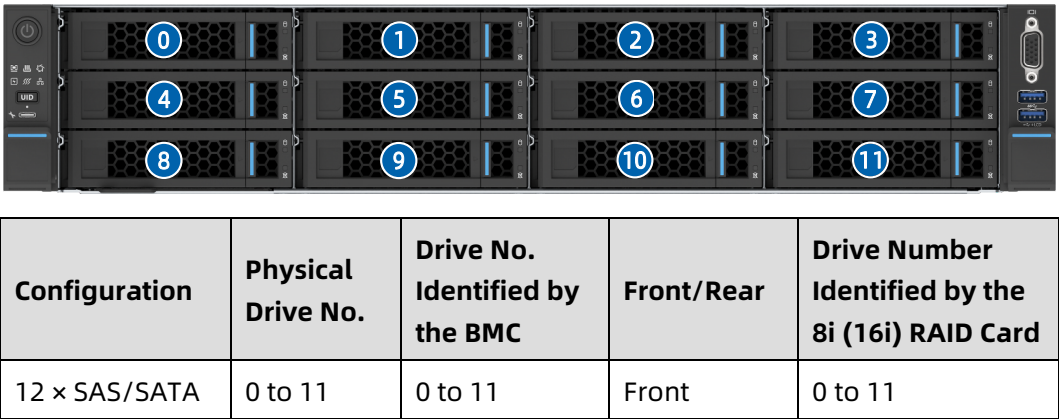 0 1 2 3
UID
4 5 6 7
8 9 10 11
Configuration
Physical
Drive No.
Drive No.
Identified by
the BMC
Front/Rear
Drive Number
Identified by the
8i (16i) RAID Card
12 × SAS/SATA
0 to 11
0 to 11
Front
0 to 11